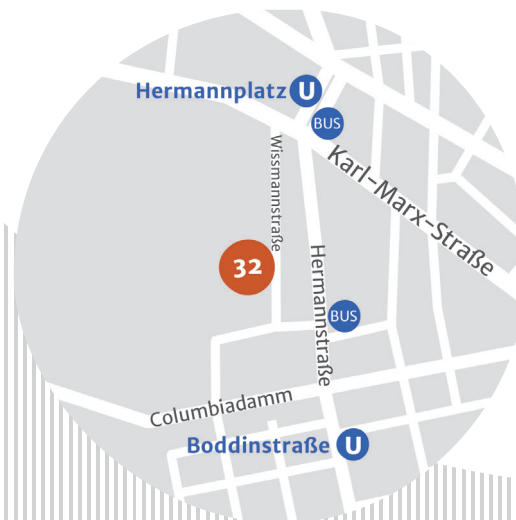 Hermannplatz U
BUS
Wissmannstraße
Karl-Marx-Straße
32
Hermannstraße
BUS
Columbiadamm
Boddinstraße U